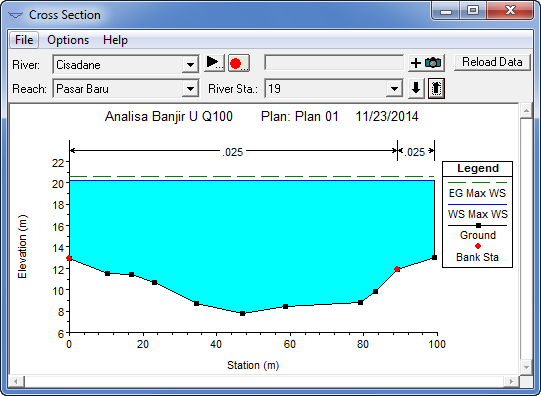 Cross Section
File Options Help
River: Cisadane
Reload Data
Reach: Pasar Baru River Sta.: 19
Analisa Banjir U Q100 Plan: Plan 01 11/23/2014
.025 .025
22
20
18
16
14
12
10
8
6
0 20 40 60 80 100
Elevation (m)
Station (m)
Legend
EG Max WS
WS Max WS
Ground
Bank Sta